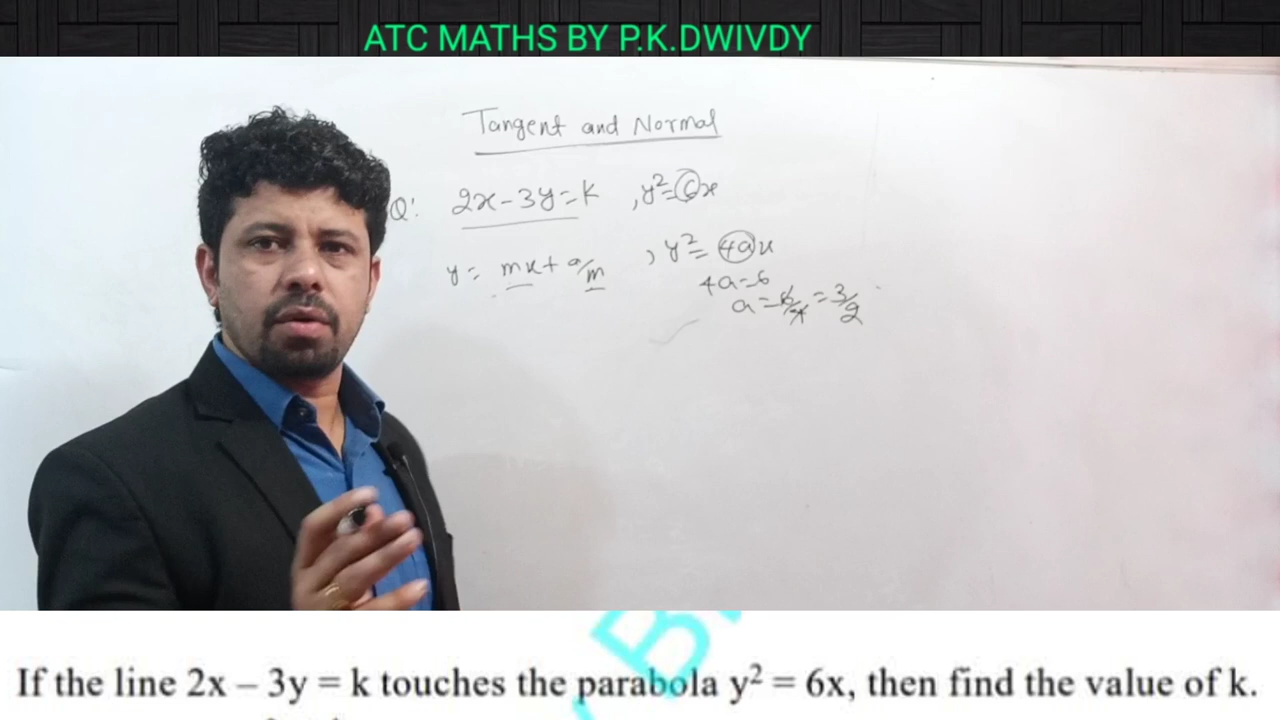 ATC MATHS BY P.K.DWIVDY
Tangent and Normal
Q: 2x-3y=k , y²=6x
y= mx+a/m , y²= 4ax
4a=6
a=6/4=3/2
If the line 2x – 3y = k touches the parabola y² = 6x, then find the value of k.